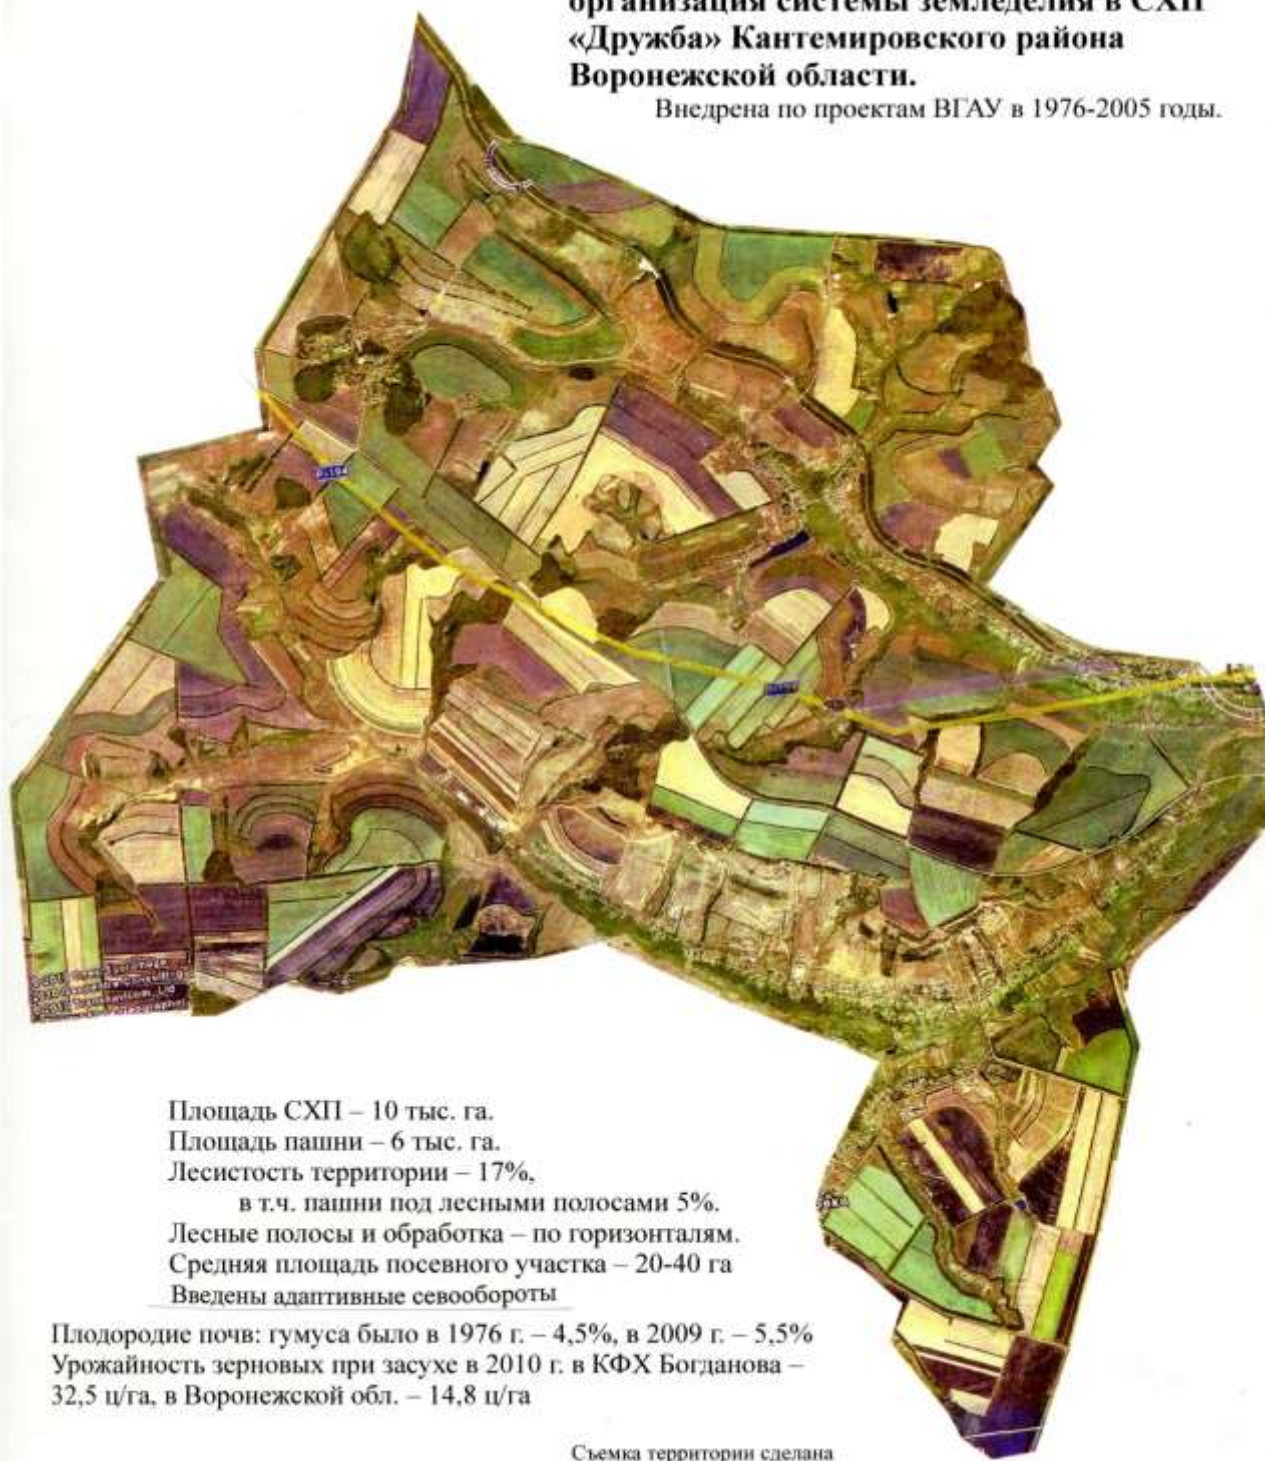 организация системы земледелия в СХП
«Дружба» Кантемировского района
Воронежской области.
Внедрена по проектам ВГАУ в 1976-2005 годы.
Площадь СХП – 10 тыс. га.
Площадь пашни – 6 тыс. га.
Лесистость территории – 17%,
в т.ч. пашни под лесными полосами 5%.
Лесные полосы и обработка – по горизонталям.
Средняя площадь посевного участка – 20-40 га
Введены адаптивные севообороты
Плодородие почв: гумуса было в 1976 г. – 4,5%, в 2009 г. – 5,5%
Урожайность зерновых при засухе в 2010 г. в КФХ Богданова –
32,5 ц/га, в Воронежской обл. – 14,8 ц/га
Съемка территории сделана